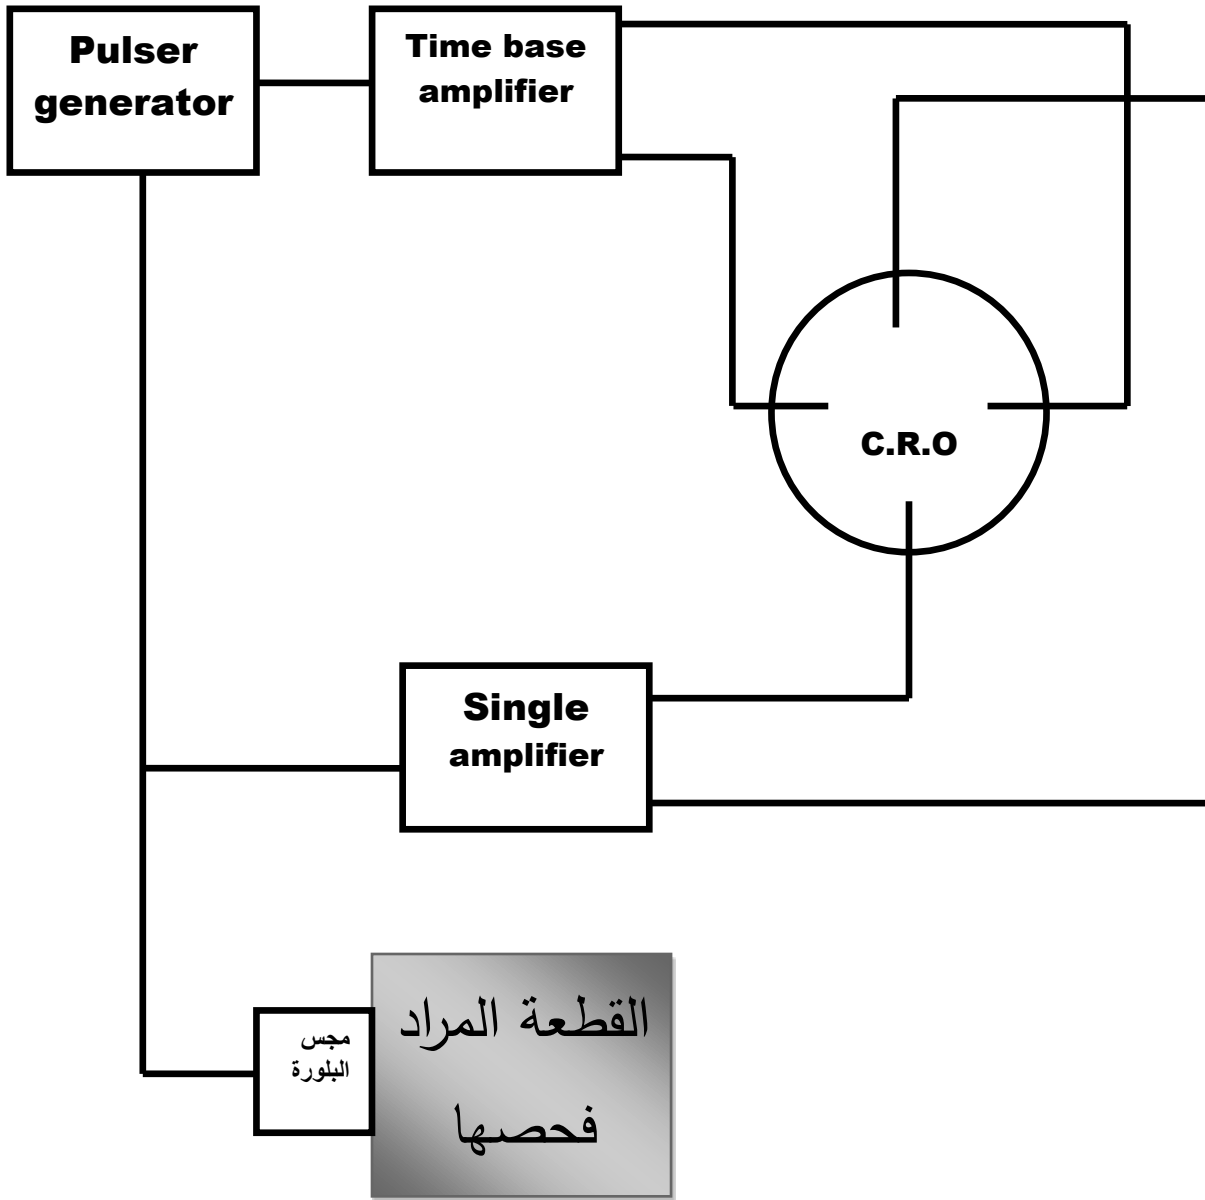 Pulser
generator
Time base
amplifier
C.R.O
Single
amplifier
مجس
البلورة
القطعة المراد
فحصها